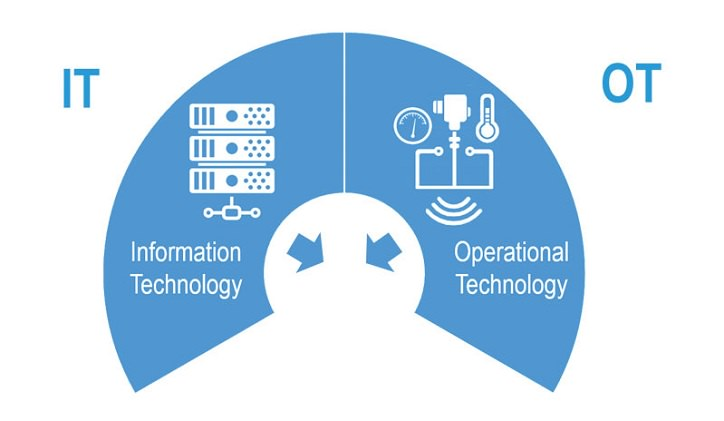 IT
OT
Information
Technology
Operational
Technology